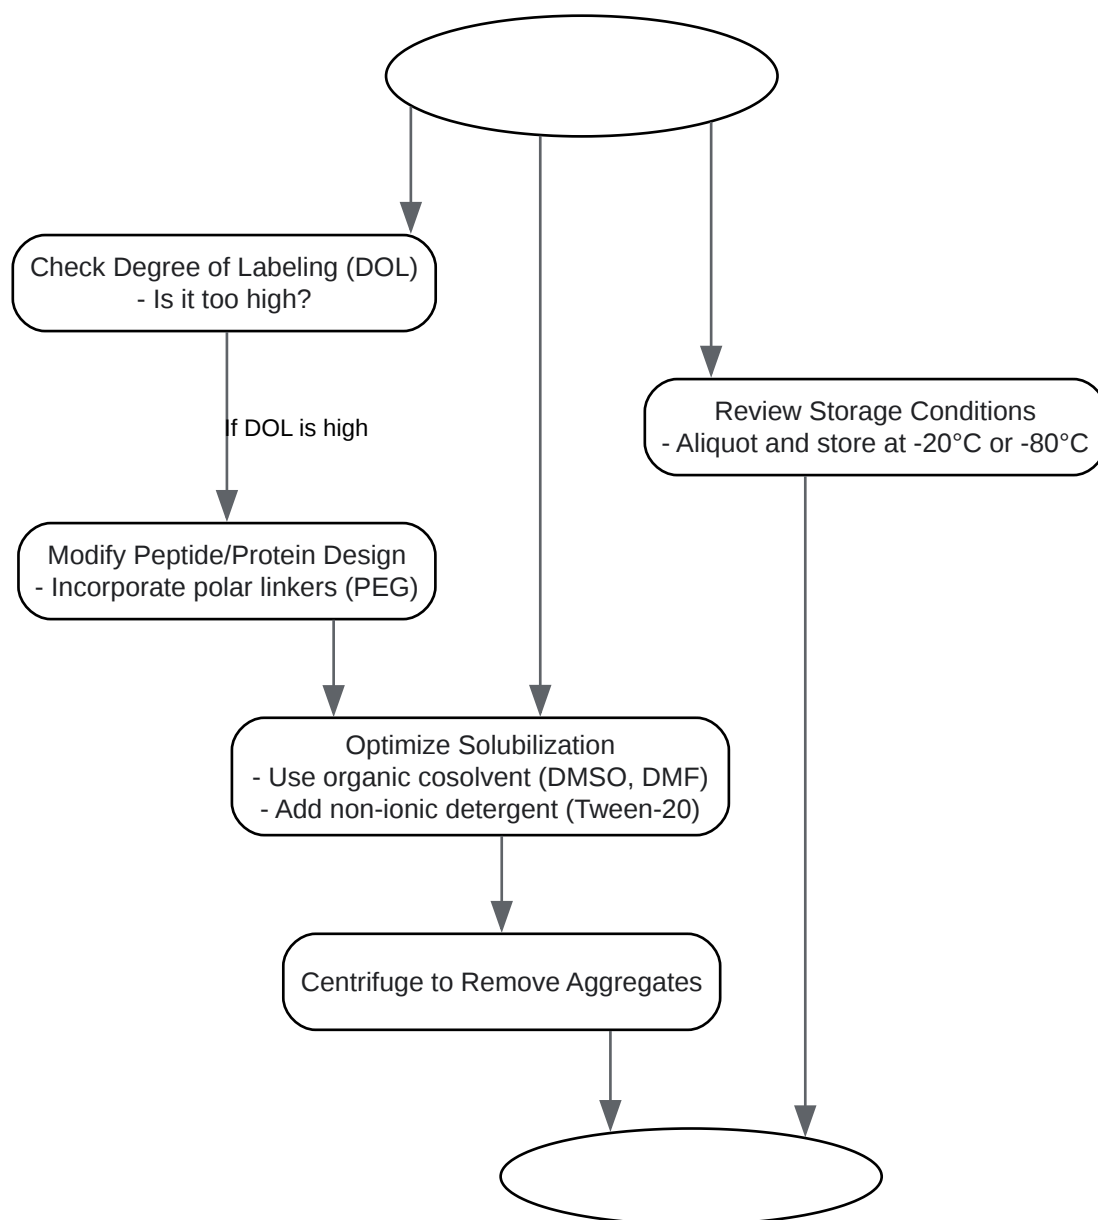 Check Degree of Labeling (DOL)
- Is it too high?
If DOL is high
Review Storage Conditions
- Aliquot and store at -20°C or -80°C
Modify Peptide/Protein Design
- Incorporate polar linkers (PEG)
Optimize Solubilization
- Use organic cosolvent (DMSO, DMF)
- Add non-ionic detergent (Tween-20)
Centrifuge to Remove Aggregates